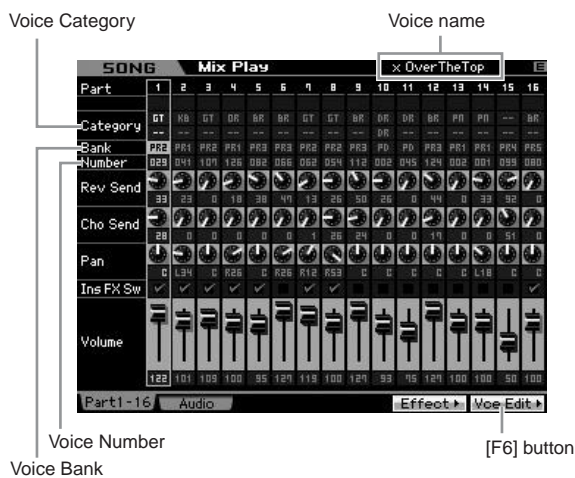 Voice Category
Voice name
SONG Mix Play × OverTheTop E
Part 1 2 3 4 5 6 7 8 9 10 11 12 13 14 15 16
Category GT KB GT OR BR BR GT GT BR DR DR BR PN PN -- BR
-- -- -- -- -- -- -- -- -- DR -- -- -- -- -- --
Bank PR2 PR1 PR2 PR1 PR3 PR3 PR2 PR2 PR3 PD PD PR3 PR1 PR1 PR4 PR5
Number 029 041 107 126 082 066 062 054 112 002 045 124 002 001 099 080
Rev Send
33 23 0 18 38 47 13 26 50 26 0 44 0 33 92 0
Cho Send
28 0 0 0 0 0 1 26 24 0 0 17 0 0 51 0
Pan
C L34 C R26 C R26 R12 R53 C C C C C L18 C C
Ins FX Sw
Volume
122 101 109 100 95 127 119 100 127 93 75 127 100 100 50 100
Part1-16 Audio Effect Vce Edit
Voice Number
[F6] button
Voice Bank